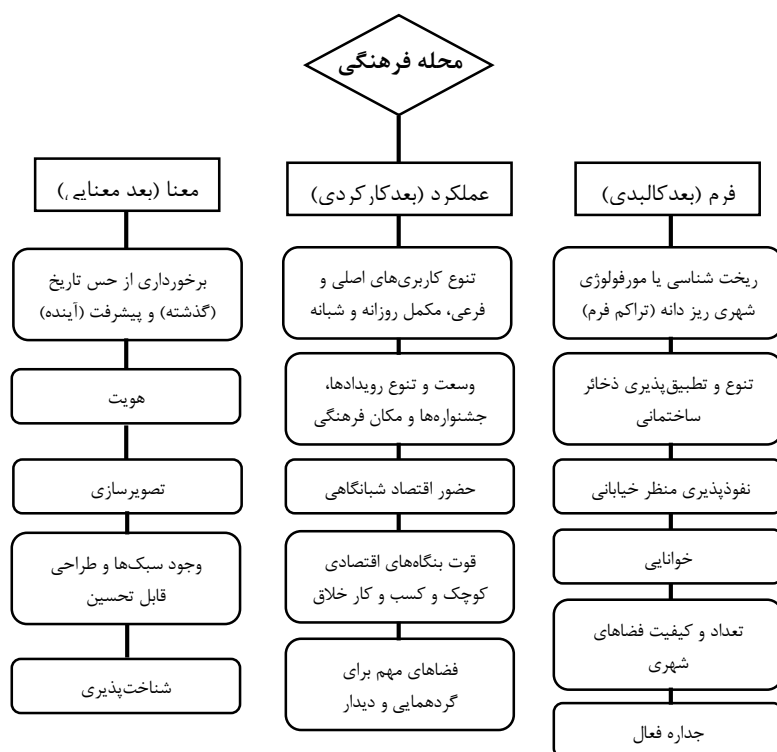 محله فرهنگی
فرم (بعدکالبدی)
ریخت شناسی یا مورفولوژی
شهری ریز دانه (تراکم فرم)
تنوع و تطبیق‌پذیری ذخائر
ساختمانی
نفوذپذیری منظر خیابانی
خوانایی
تعداد و کیفیت فضاهای
شهری
جداره فعال
عملکرد (بعدکارکردی)
تنوع کاربری‌های اصلی و
فرعی، مکمل روزانه و شبانه
وسعت و تنوع رویدادها،
جشنواره‌ها و مکان فرهنگی
حضور اقتصاد شبانگاهی
قوت بنگاه‌های اقتصادی
کوچک و کسب و کار خلاق
فضاهای مهم برای
گردهمایی و دیدار
معنا (بعد معنایی)
برخورداری از حس تاریخ
(گذشته) و پیشرفت (آینده)
هویت
تصویرسازی
وجود سبک‌ها و طراحی
قابل تحسین
شناخت‌پذیری